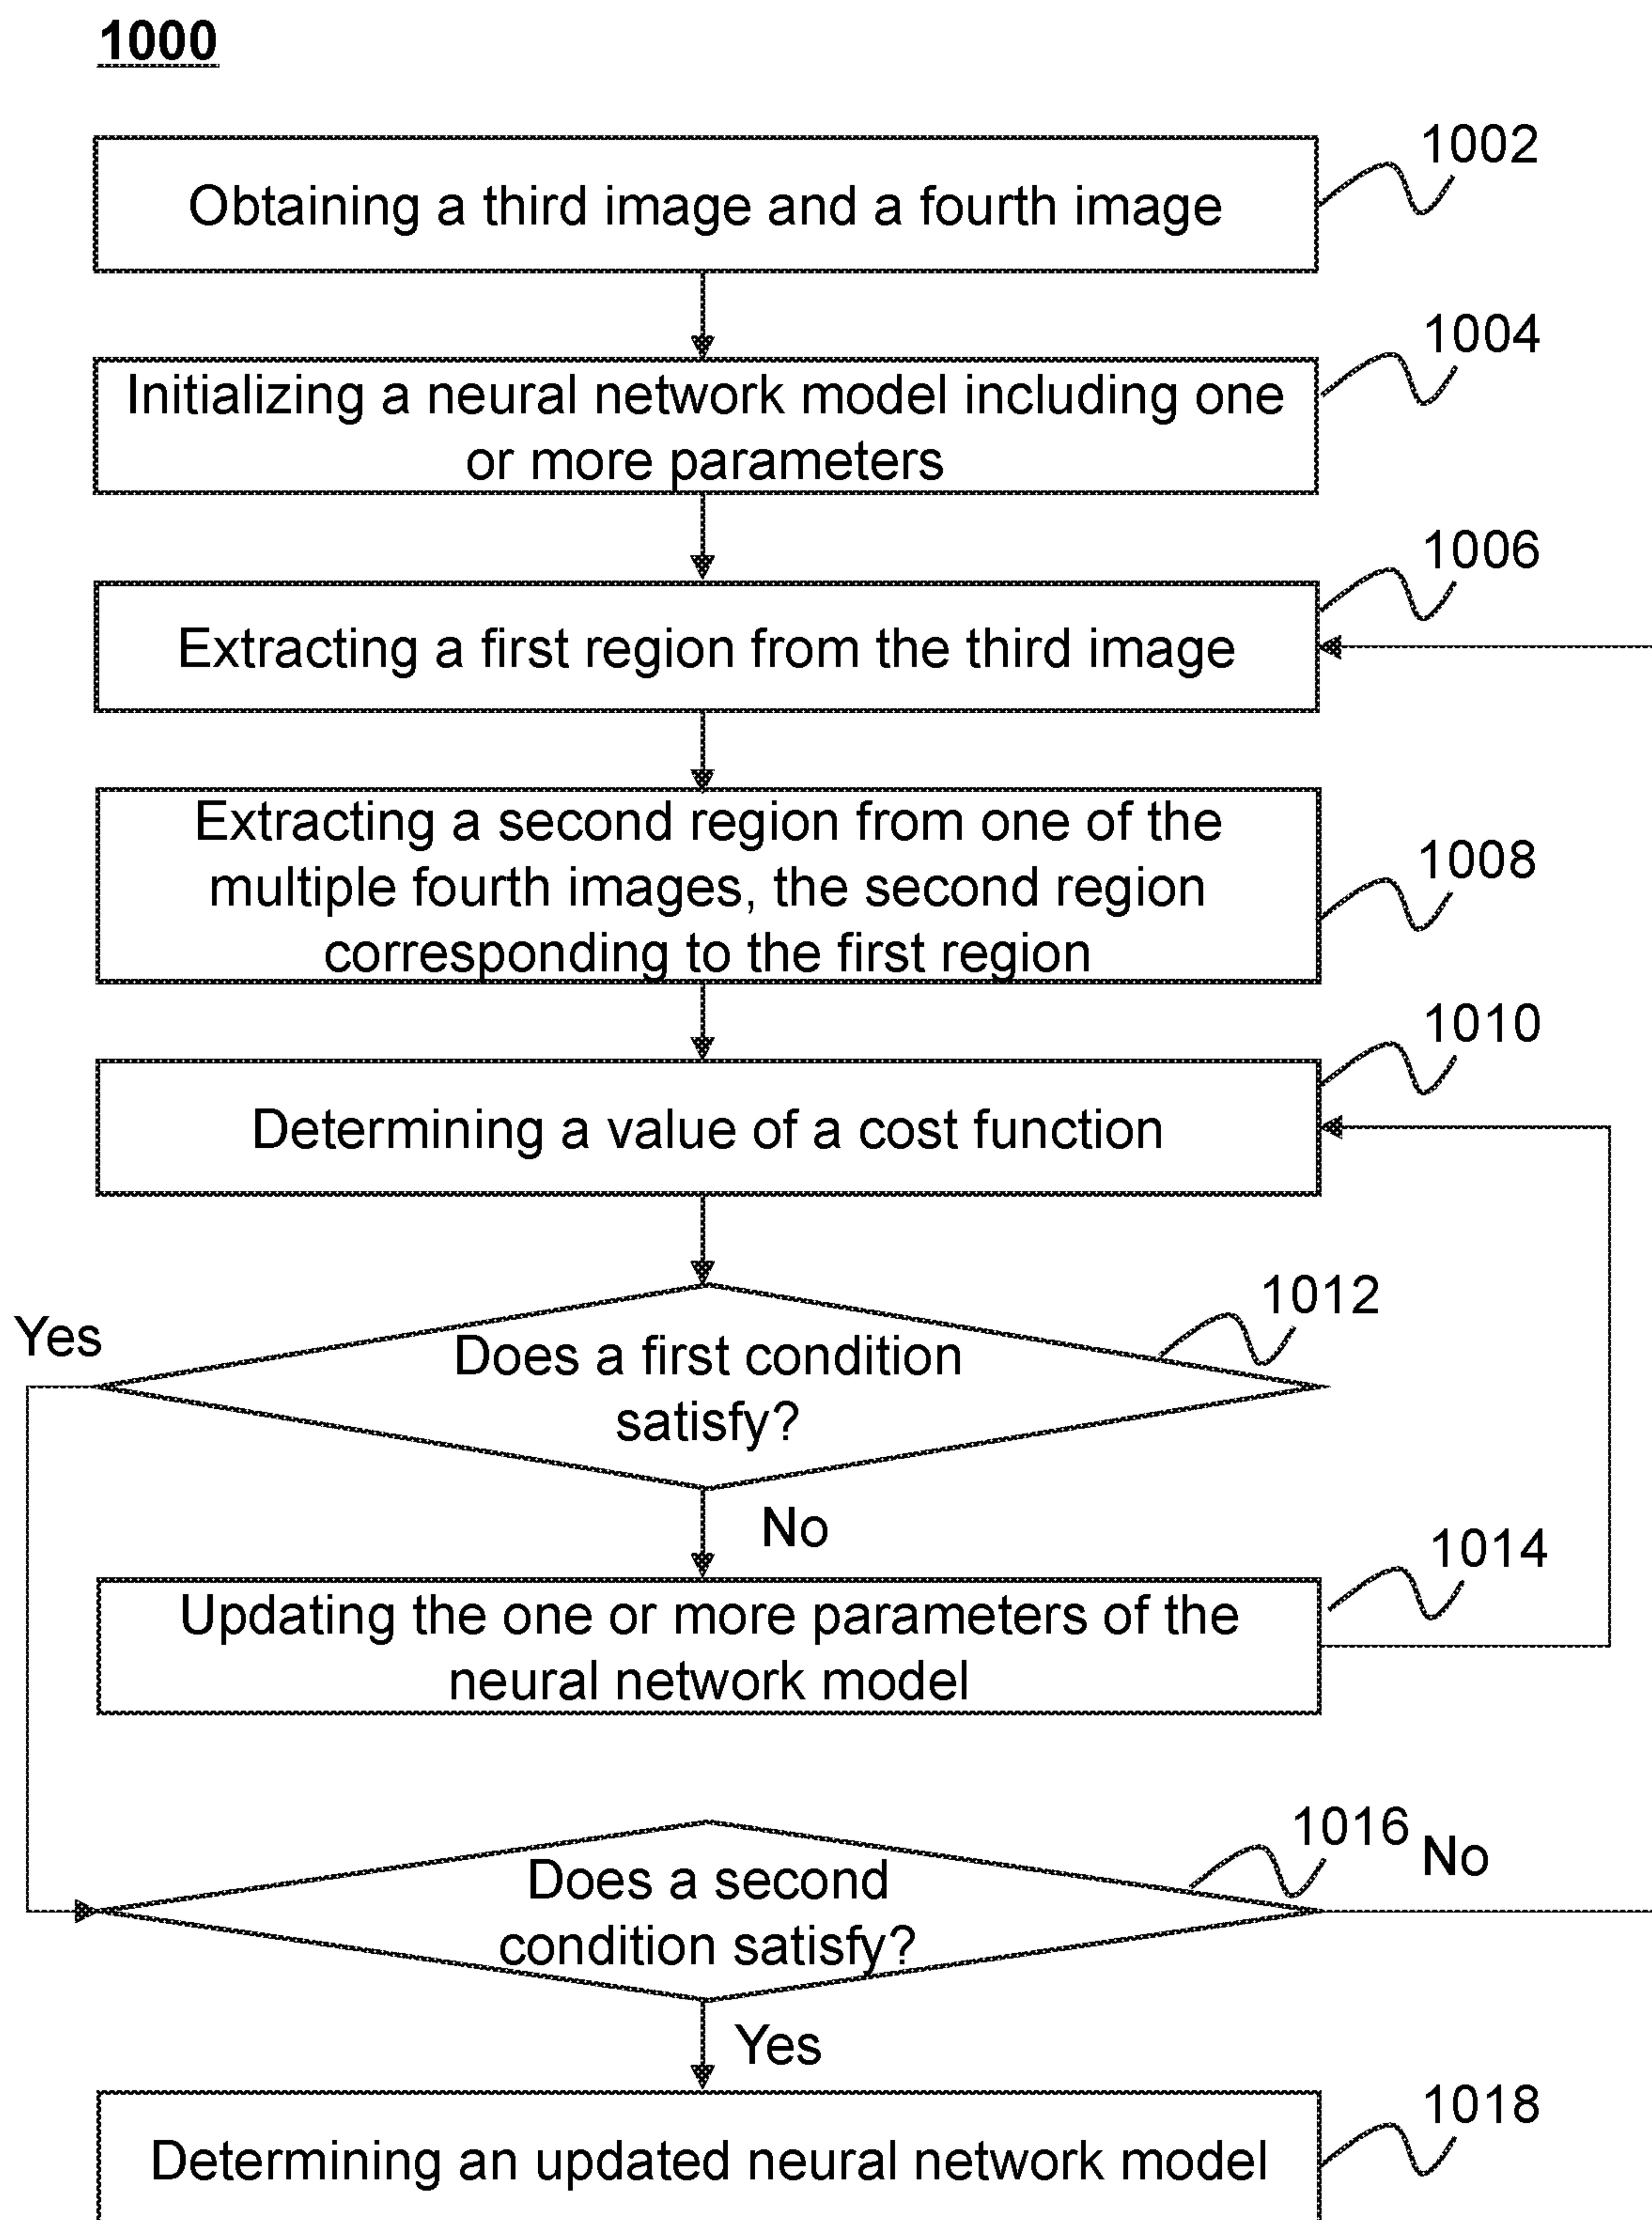 1000
1002
Obtaining a third image and a fourth image
1004
Initializing a neural network model including one
or more parameters
1006
Extracting a first region from the third image
Extracting a second region from one of the
multiple fourth images, the second region
corresponding to the first region
1008
1010
Determining a value of a cost function
1012
Yes
Does a first condition
satisfy?
No
1014
Updating the one or more parameters of the
neural network model
1016
No
Does a second
condition satisfy?
Yes
1018
Determining an updated neural network model